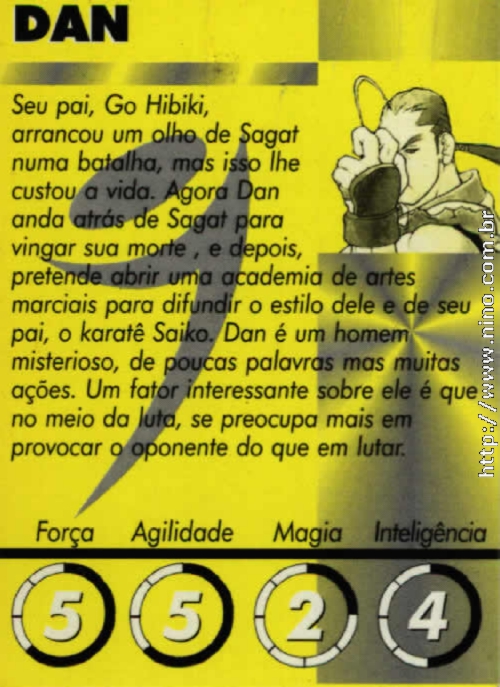 DAN
Seu pai, Go Hibiki,
arrancou um olho de Sagat
numa batalha, mas isso lhe
custou a vida. Agora Dan
anda atrás de Sagat para
vingar sua morte , e depois,
pretende abrir uma academia de artes
marciais para difundir o estilo dele e de seu
pai, o karatê Saiko. Dan é um homem
misterioso, de poucas palavras mas muitas
ações. Um fator interessante sobre ele é que,
no meio da luta, se preocupa mais em
provocar o oponente do que em lutar.
Força Agilidade Magia Inteligência
5 5 2 4
http://www.nimo.com.br